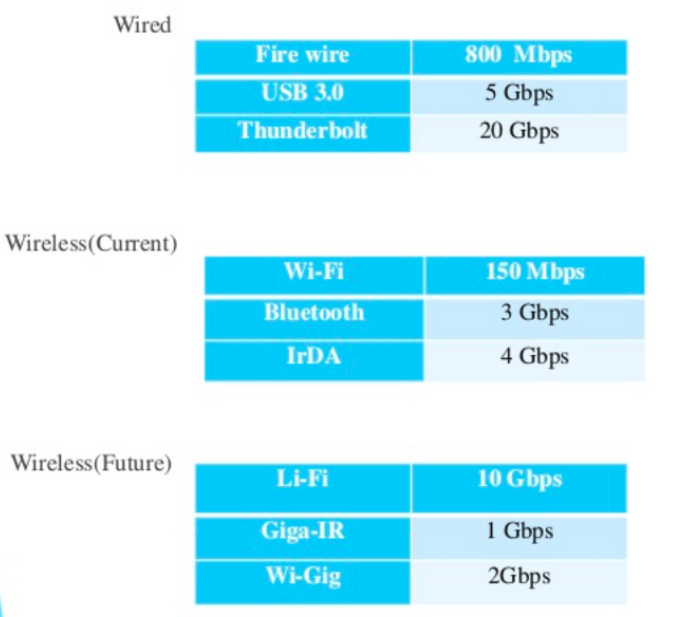 Wired
Fire wire 800 Mbps
USB 3.0 5 Gbps
Thunderbolt 20 Gbps
Wireless(Current)
Wi-Fi 150 Mbps
Bluetooth 3 Gbps
IrDA 4 Gbps
Wireless(Future)
Li-Fi 10 Gbps
Giga-IR 1 Gbps
Wi-Gig 2Gbps